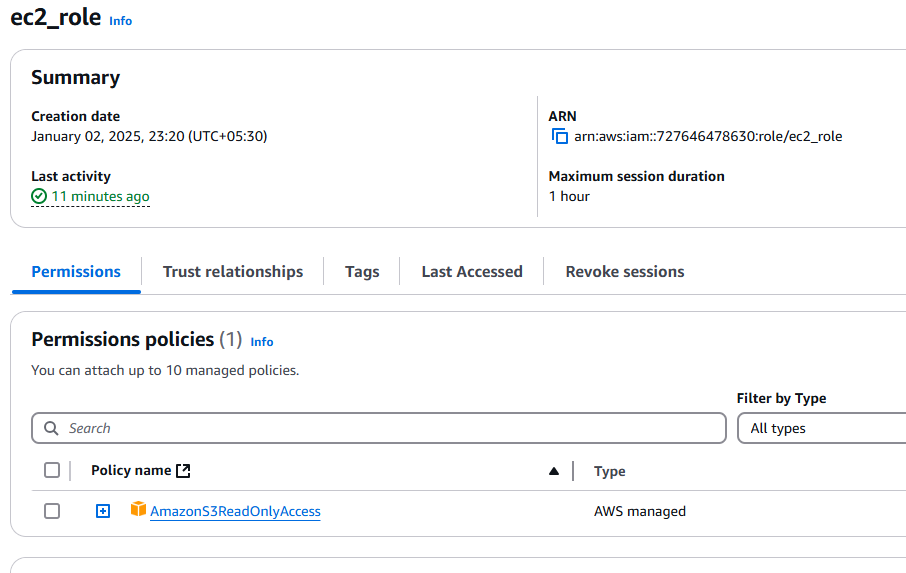 ec2_role Info
Summary
Creation date
January 02, 2025, 23:20 (UTC+05:30)
ARN
arn:aws:iam::727646478630:role/ec2_role
Last activity
11 minutes ago
Maximum session duration
1 hour
Permissions
Trust relationships
Tags
Last Accessed
Revoke sessions
Permissions policies (1) Info
You can attach up to 10 managed policies.
Filter by Type
Search
All types
Policy name
Type
AmazonS3ReadOnlyAccess
AWS managed